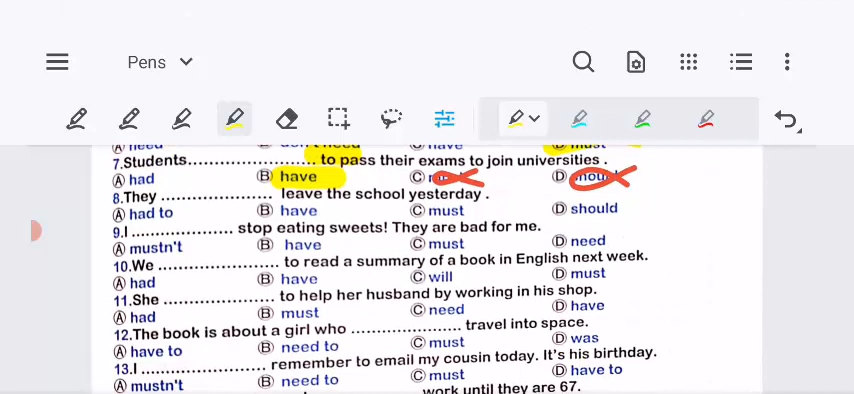 Pens
Ⓐ need Ⓑ don't need Ⓒ have Ⓓ must
7.Students........................ to pass their exams to join universities .
Ⓐ had Ⓑ have Ⓒ Ⓓ
8.They ..................... leave the school yesterday .
Ⓐ had to Ⓑ have Ⓒ must Ⓓ should
9.I ................... stop eating sweets! They are bad for me.
Ⓐ mustn't Ⓑ have Ⓒ must Ⓓ need
10.We ....................... to read a summary of a book in English next week.
Ⓐ had Ⓑ have Ⓒ will Ⓓ must
11.She ..................... to help her husband by working in his shop.
Ⓐ had Ⓑ must Ⓒ need Ⓓ have
12.The book is about a girl who ..................... travel into space.
Ⓐ have to Ⓑ need to Ⓒ must Ⓓ was
13.I ........................ remember to email my cousin today. It's his birthday.
Ⓐ mustn't Ⓑ need to Ⓒ must Ⓓ have to
work until they are 67.